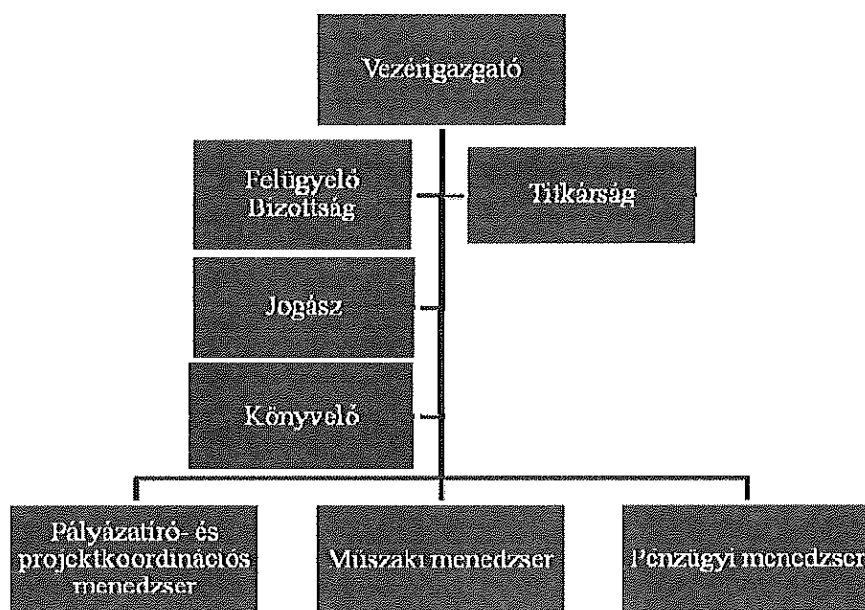 Vezérigazgató
Felügyelő
Bizottság
Titkárság
Jogász
Könyvelő
Pályázatíró- és
projektkoordinációs
menedzser
Műszaki menedzser
Pénzügyi menedzser